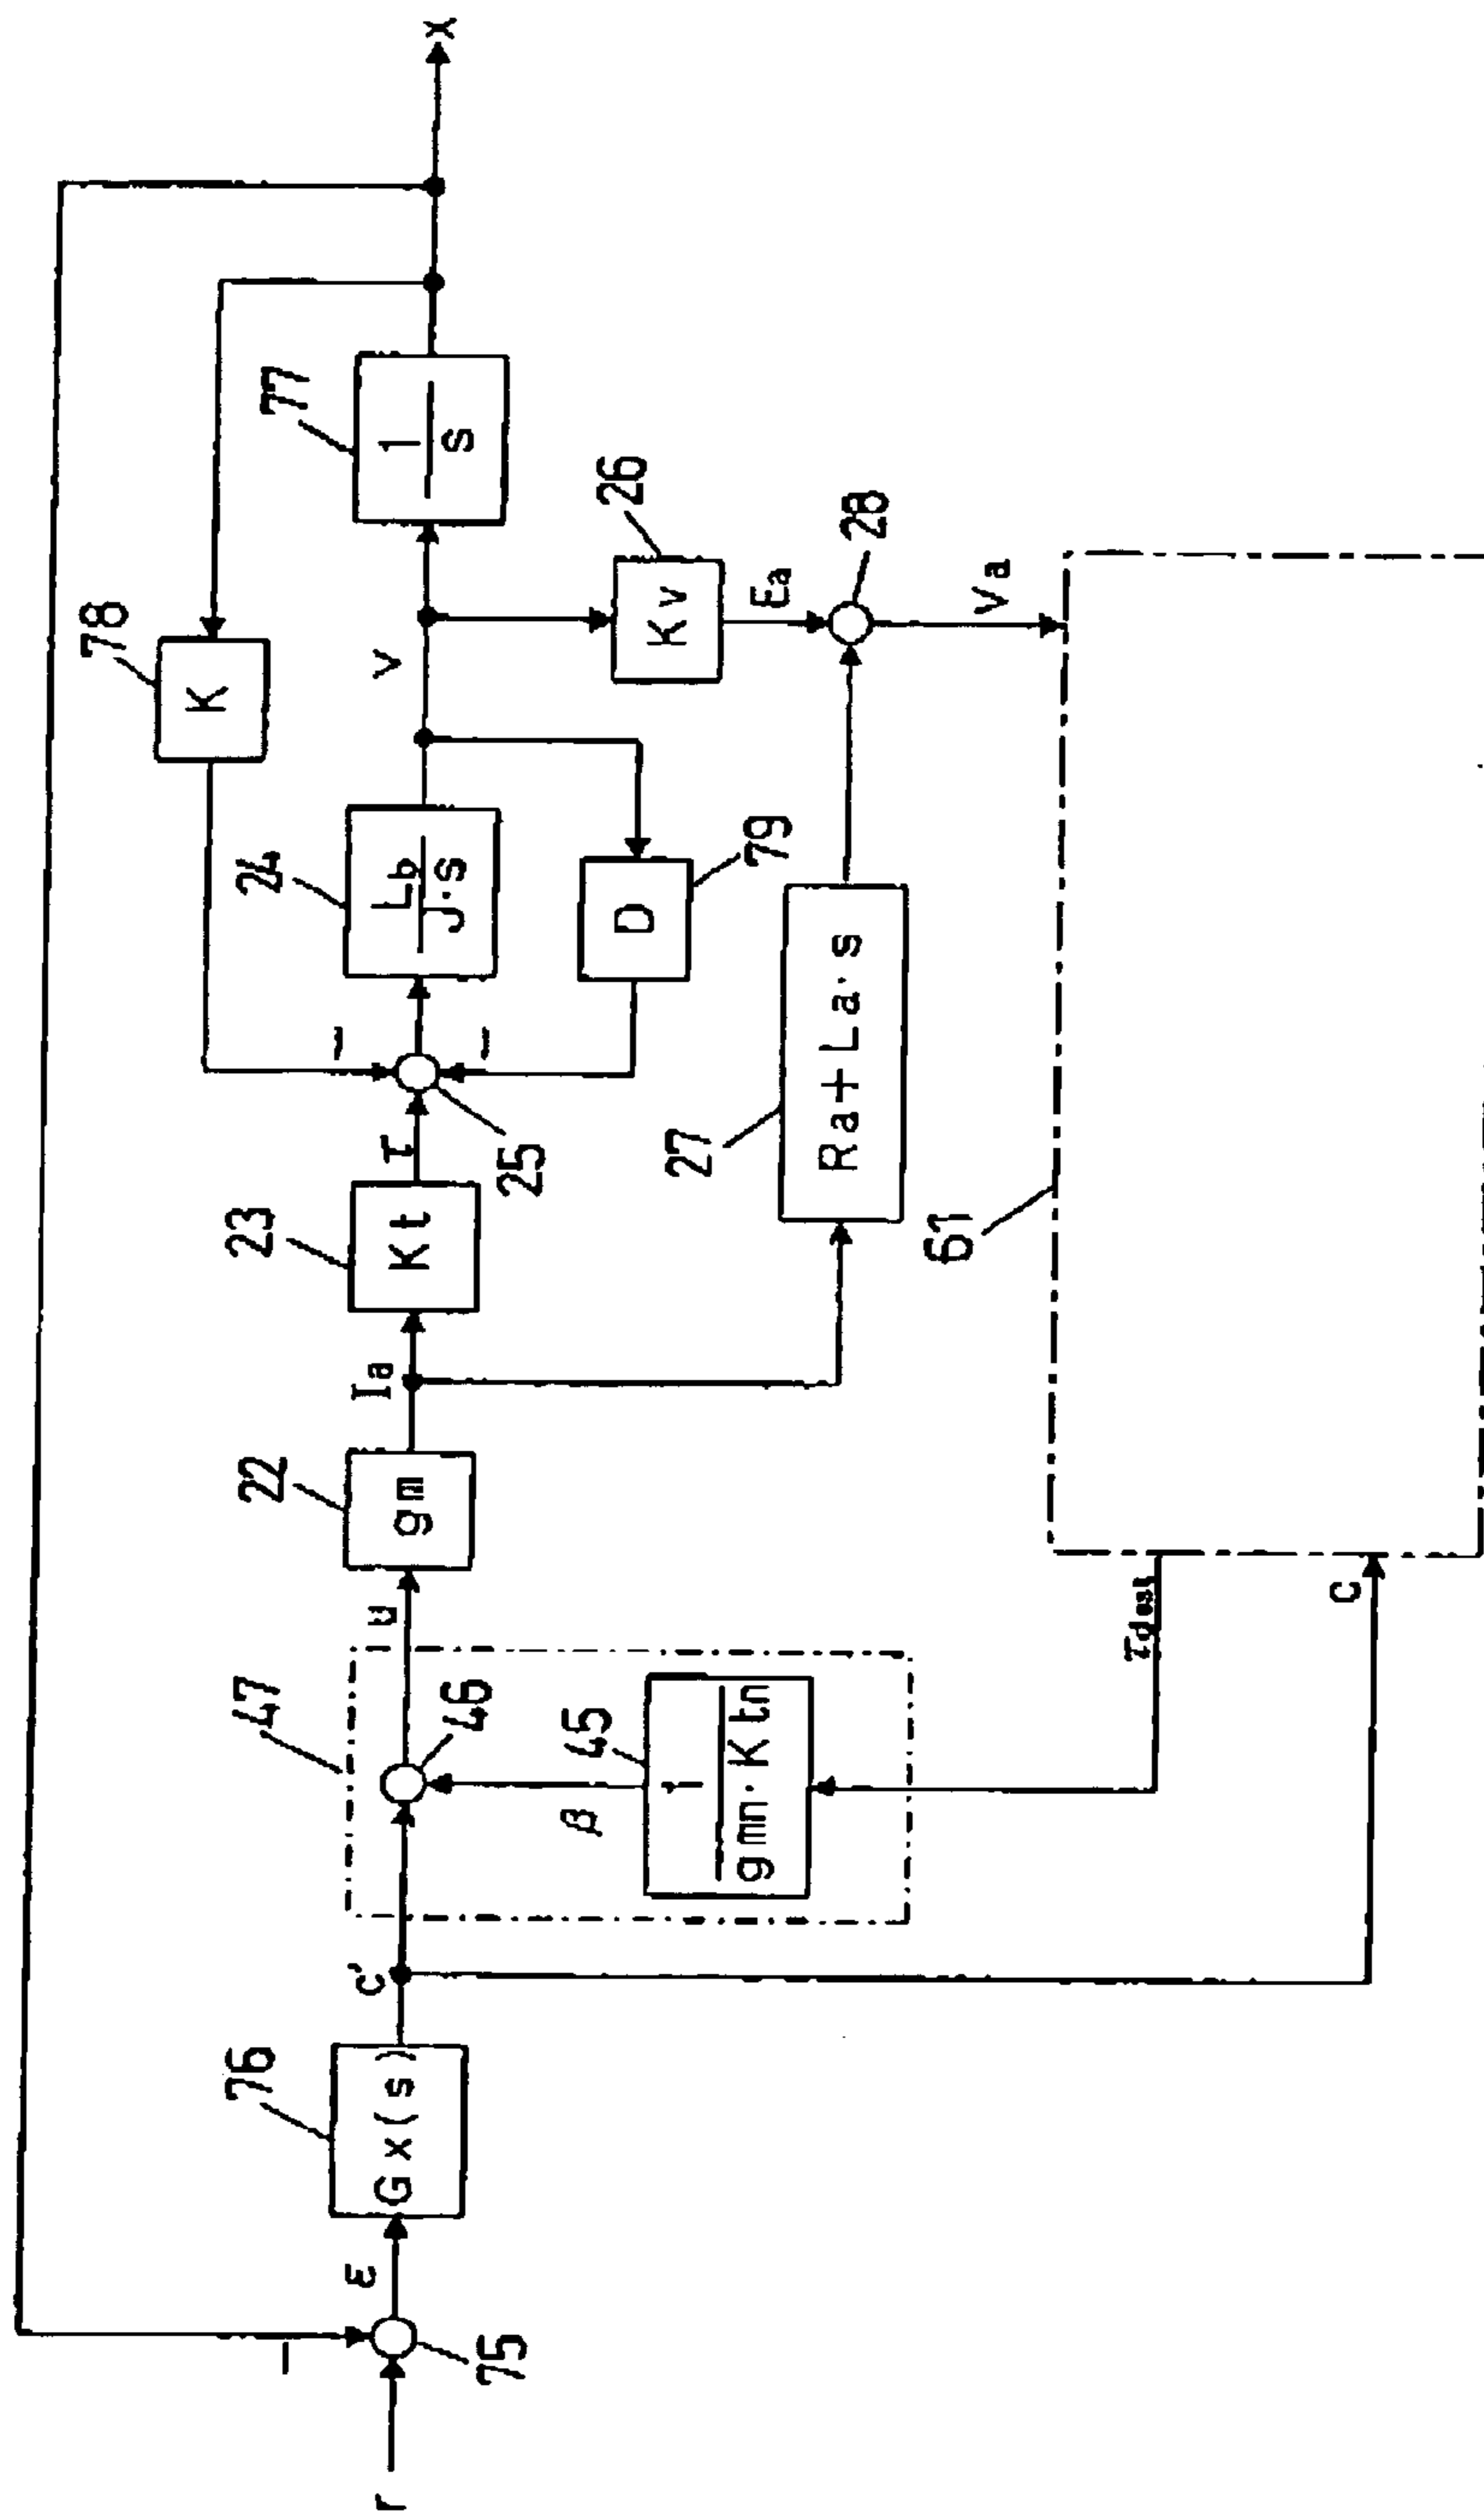 r
−
75
ε
76
Gx(s)
c
47
46
β
45
1
gmn·Ktn
u
22
gm
Ia
23
Kt
τ
25
−
−
24
Lb
J·s
79
D
78
K
v
77
1
s
x
26
Kv
Ea
28
27
Ra+La·s
Va
61
τdest
c